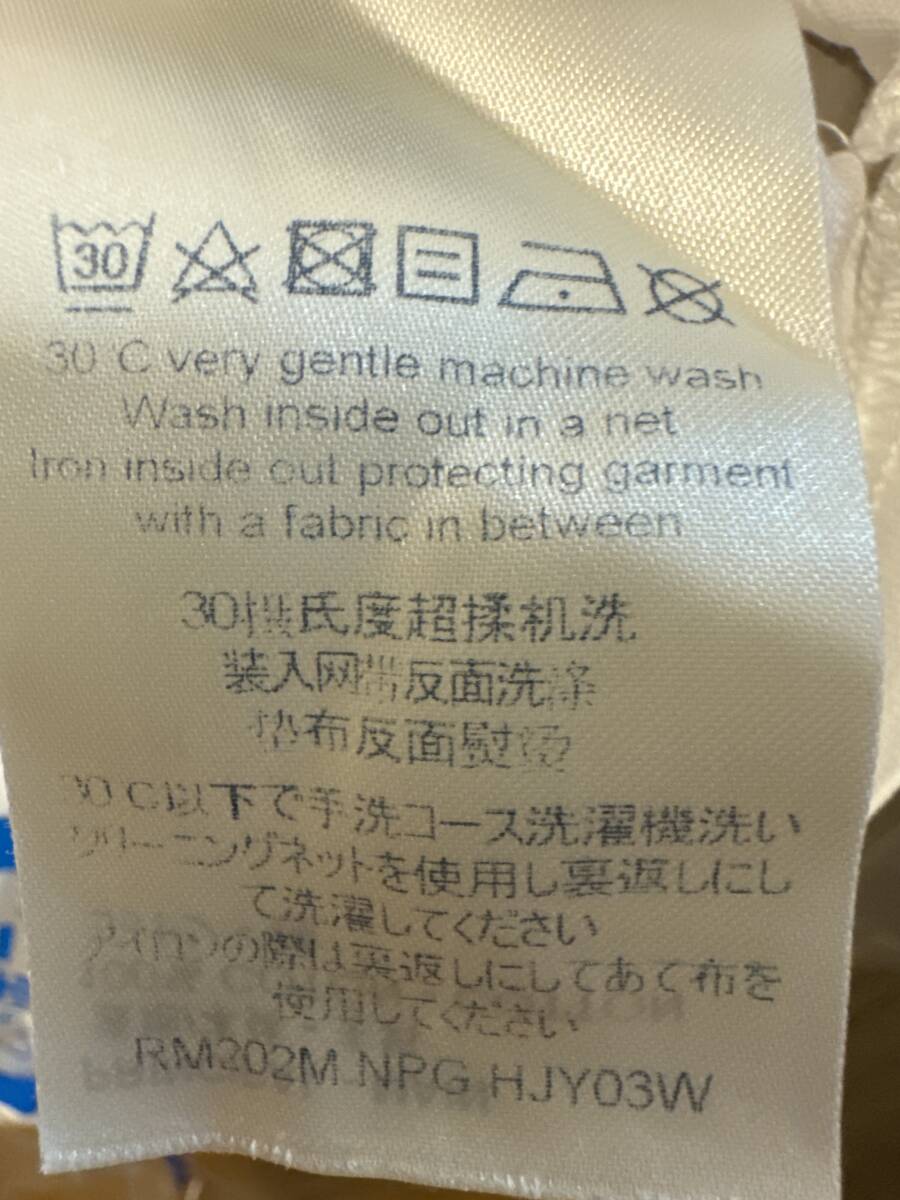 30
30°C very gentle machine wash
Wash inside out in a net
Iron inside out protecting garment
with a fabric in between
30摄氏度超柔机洗
装入网袋反面洗涤
垫布反面熨烫
30°C以下で手洗コース洗濯機洗い
クリーニングネットを使用し裏返しにし
て洗濯してください
アイロンの際は裏返しにしてあて布を
使用してください
RM202M NPG HJY03W